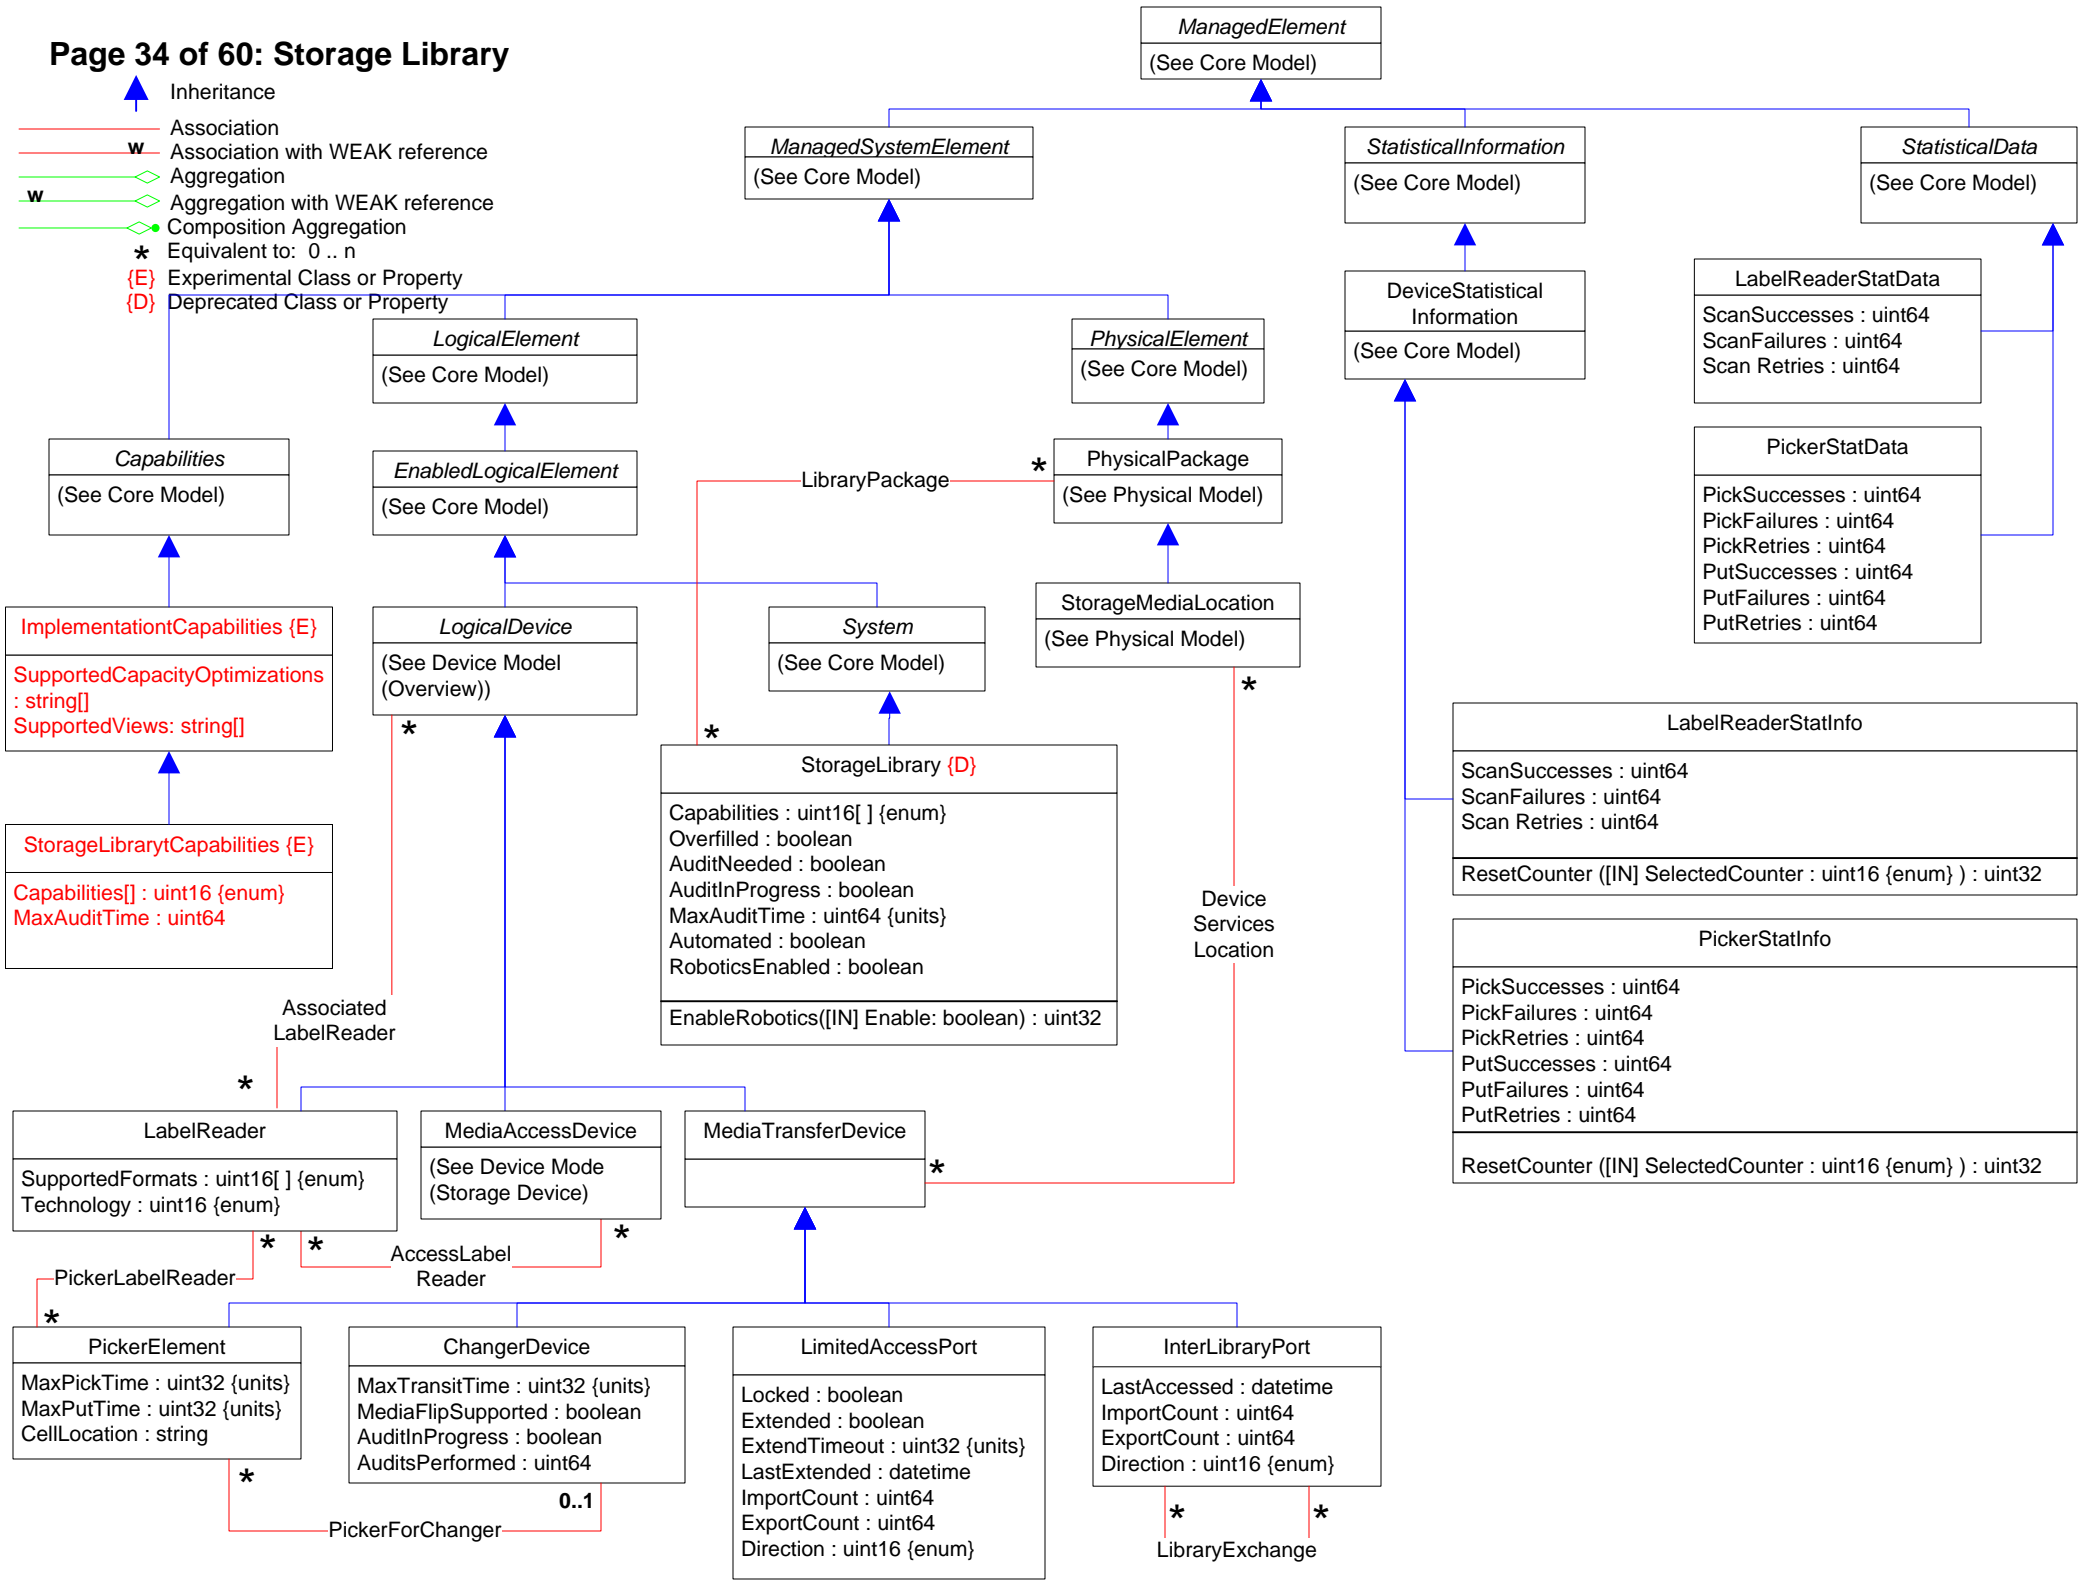 Page 34 of 60: Storage Library
Inheritance
Association
w Association with WEAK reference
Aggregation
w Aggregation with WEAK reference
Composition Aggregation
* Equivalent to: 0 .. n
{E} Experimental Class or Property
{D} Deprecated Class or Property
ManagedElement
(See Core Model)
ManagedSystemElement
(See Core Model)
StatisticalInformation
(See Core Model)
StatisticalData
(See Core Model)
DeviceStatistical
Information
(See Core Model)
LabelReaderStatData
ScanSuccesses : uint64
ScanFailures : uint64
Scan Retries : uint64
LogicalElement
(See Core Model)
PhysicalElement
(See Core Model)
Capabilities
(See Core Model)
EnabledLogicalElement
(See Core Model)
LibraryPackage
*
PhysicalPackage
(See Physical Model)
PickerStatData
PickSuccesses : uint64
PickFailures : uint64
PickRetries : uint64
PutSuccesses : uint64
PutFailures : uint64
PutRetries : uint64
ImplementationtCapabilities {E}
SupportedCapacityOptimizations
: string[]
SupportedViews: string[]
LogicalDevice
(See Device Model
(Overview))
*
System
(See Core Model)
StorageMediaLocation
(See Physical Model)
*
*
StorageLibrary {D}
Capabilities : uint16[ ] {enum}
Overfilled : boolean
AuditNeeded : boolean
AuditInProgress : boolean
MaxAuditTime : uint64 {units}
Automated : boolean
RoboticsEnabled : boolean
EnableRobotics([IN] Enable: boolean) : uint32
StorageLibrarytCapabilities {E}
Capabilities[] : uint16 {enum}
MaxAuditTime : uint64
Device
Services
Location
LabelReaderStatInfo
ScanSuccesses : uint64
ScanFailures : uint64
Scan Retries : uint64
ResetCounter ([IN] SelectedCounter : uint16 {enum} ) : uint32
PickerStatInfo
PickSuccesses : uint64
PickFailures : uint64
PickRetries : uint64
PutSuccesses : uint64
PutFailures : uint64
PutRetries : uint64
ResetCounter ([IN] SelectedCounter : uint16 {enum} ) : uint32
Associated
LabelReader
*
LabelReader
SupportedFormats : uint16[ ] {enum}
Technology : uint16 {enum}
MediaAccessDevice
(See Device Mode
(Storage Device)
MediaTransferDevice
*
*
*
*
AccessLabel
Reader
PickerLabelReader
*
PickerElement
MaxPickTime : uint32 {units}
MaxPutTime : uint32 {units}
CellLocation : string
ChangerDevice
MaxTransitTime : uint32 {units}
MediaFlipSupported : boolean
AuditInProgress : boolean
AuditsPerformed : uint64
LimitedAccessPort
Locked : boolean
Extended : boolean
ExtendTimeout : uint32 {units}
LastExtended : datetime
ImportCount : uint64
ExportCount : uint64
Direction : uint16 {enum}
InterLibraryPort
LastAccessed : datetime
ImportCount : uint64
ExportCount : uint64
Direction : uint16 {enum}
*
0..1
PickerForChanger
*
*
LibraryExchange